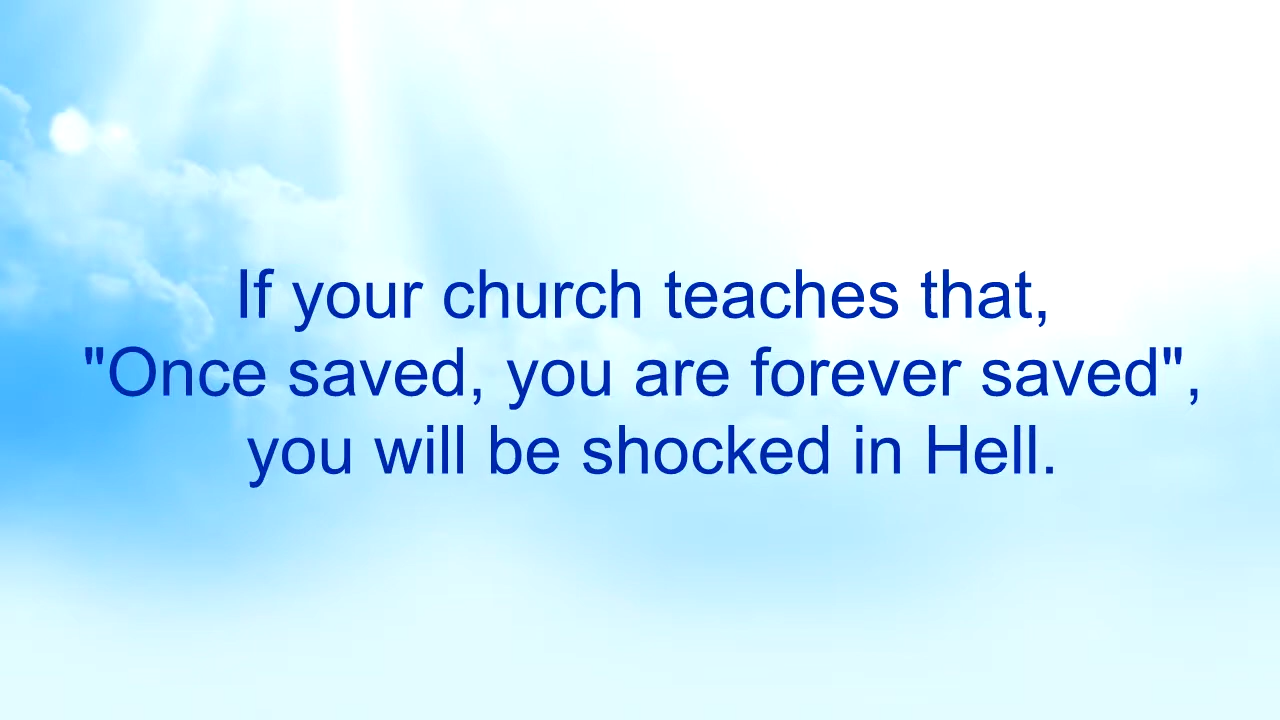 If your church teaches that,
"Once saved, you are forever saved",
you will be shocked in Hell.